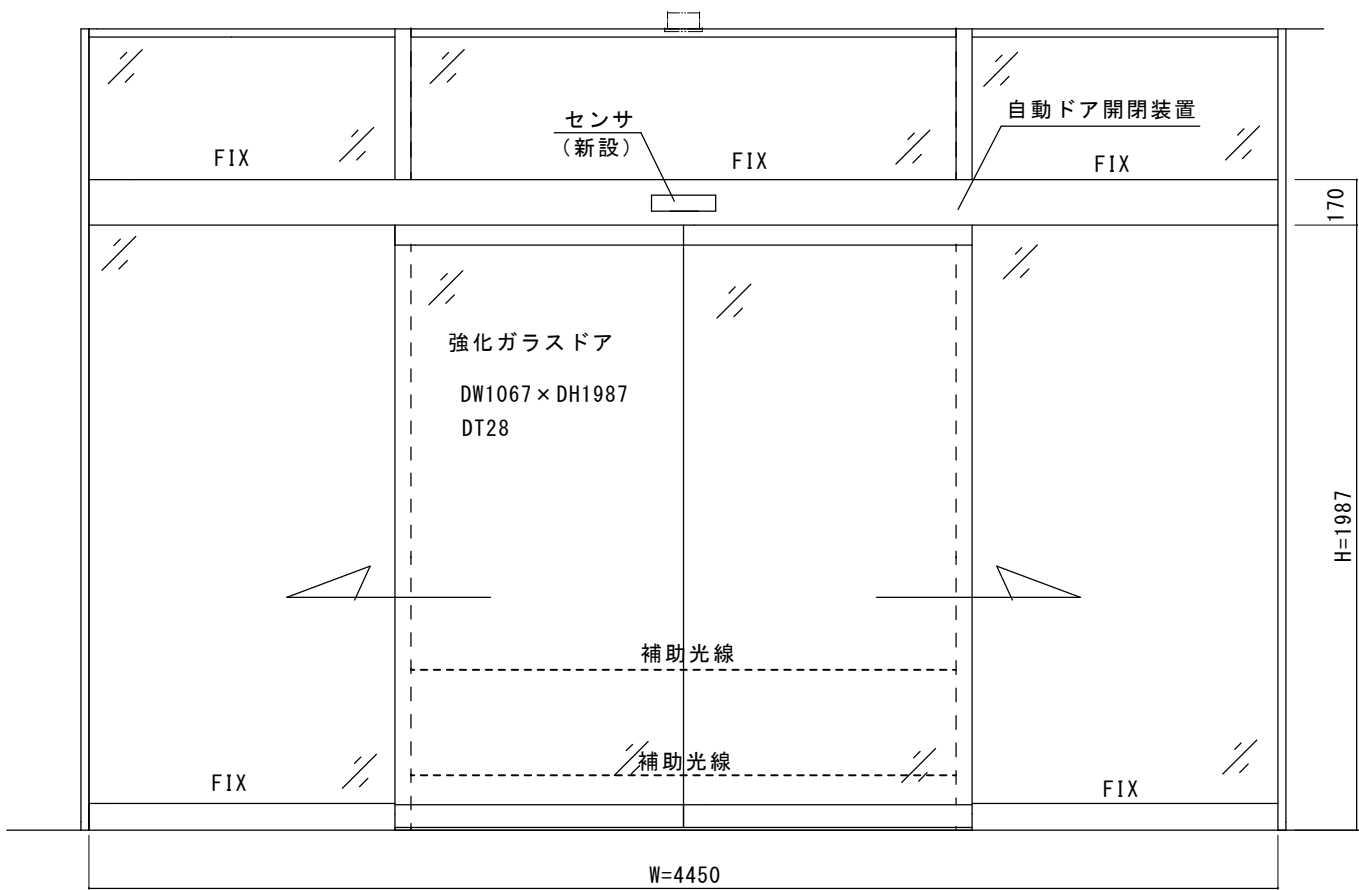 センサ
(新設)
自動ドア開閉装置
FIX
FIX
FIX
170
強化ガラスドア
DW1067×DH1987
DT28
H=1987
補助光線
補助光線
FIX
FIX
W=4450